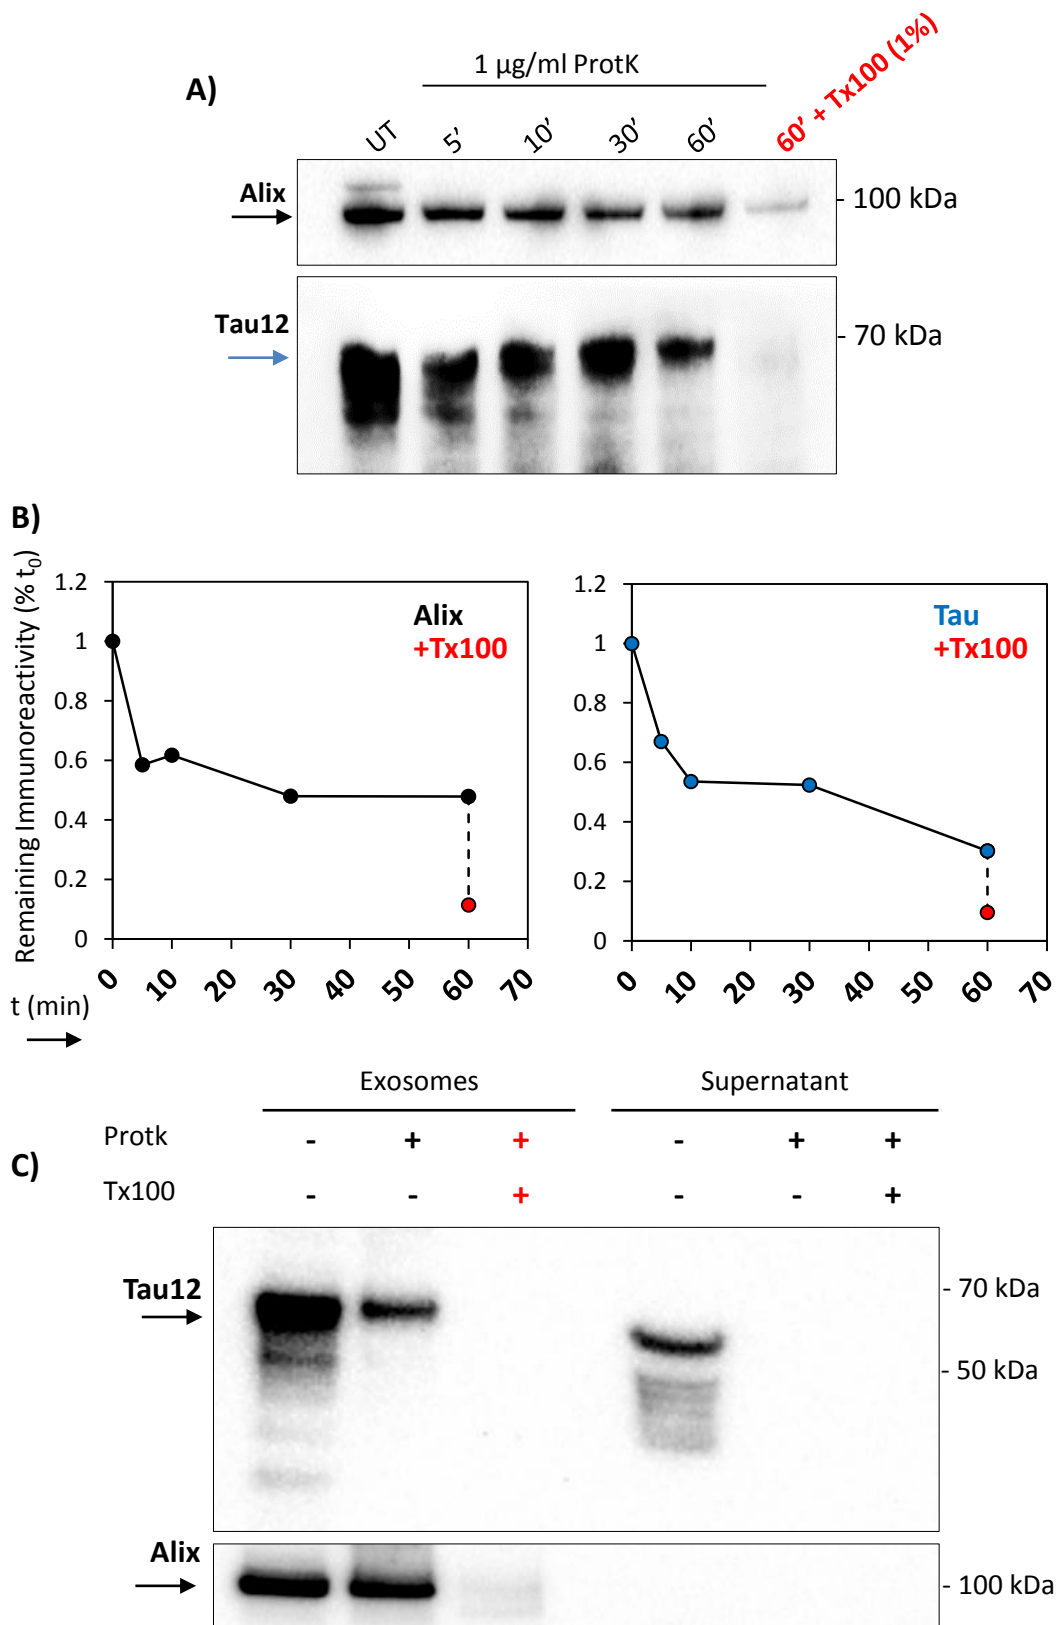 A)
1 µg/ml ProtK
UT 5' 10' 30' 60' 60' + Tx100 (1%)
Alix
- 100 kDa
Tau12
- 70 kDa
B)
Remaining Immunoreactivity (% t0)
1.2
1
0.8
0.6
0.4
0.2
0
Alix
+Tx100
0 10 20 30 40 50 60 70
t (min)
1.2
1
0.8
0.6
0.4
0.2
0
Tau
+Tx100
0 10 20 30 40 50 60 70
C)
Exosomes Supernatant
Protk - + + - + +
Tx100 - - + - - +
Tau12
- 70 kDa
- 50 kDa
Alix
- 100 kDa